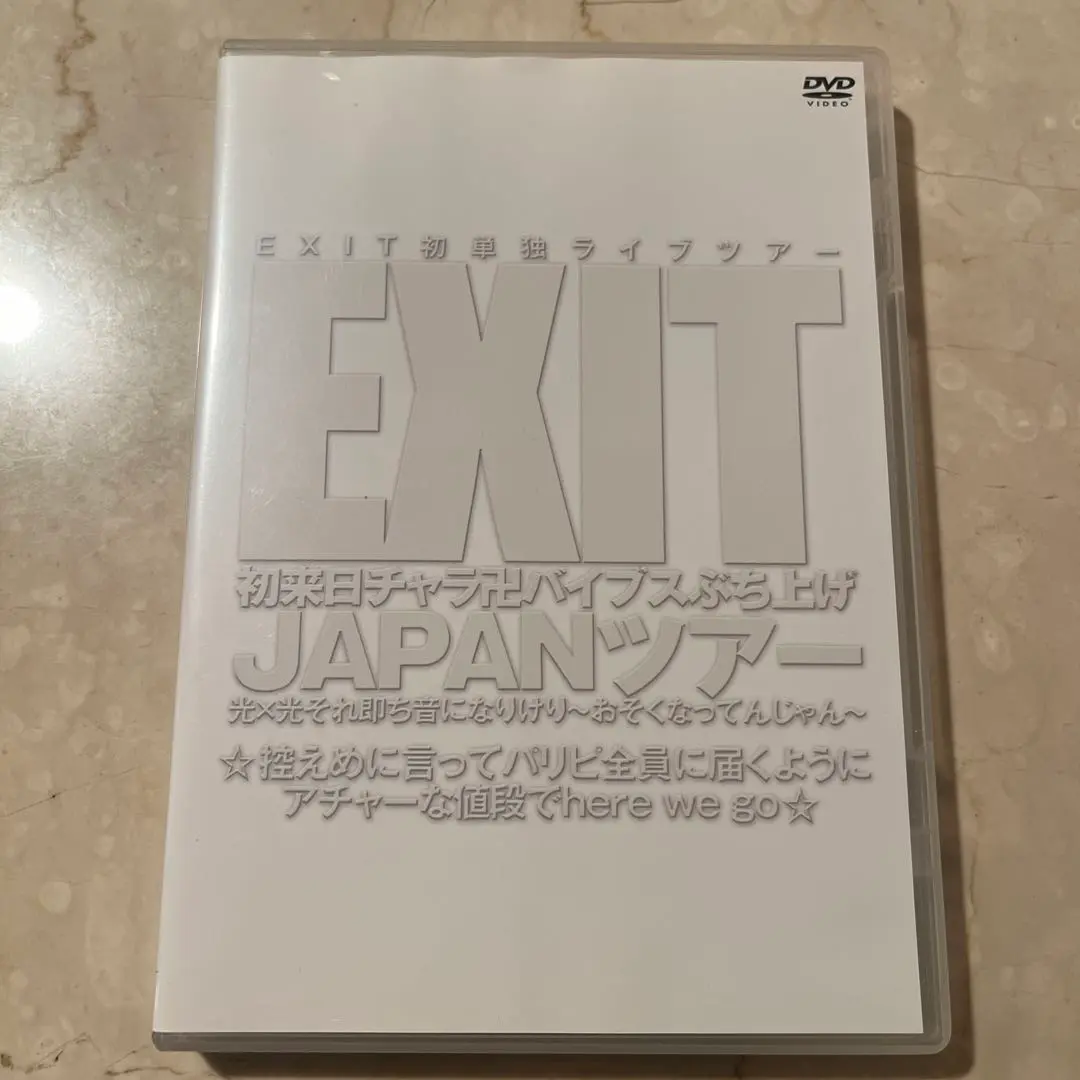 DVD
VIDEO
EXIT初単独ライブツアー
EXIT
初来日チャラ卍バイブスぶち上げ
JAPANツアー
光×光それ即ち音になりけり~おそくなってんじゃん~
☆控えめに言ってパリピ全員に届くように
アチャーな値段でhere we go☆